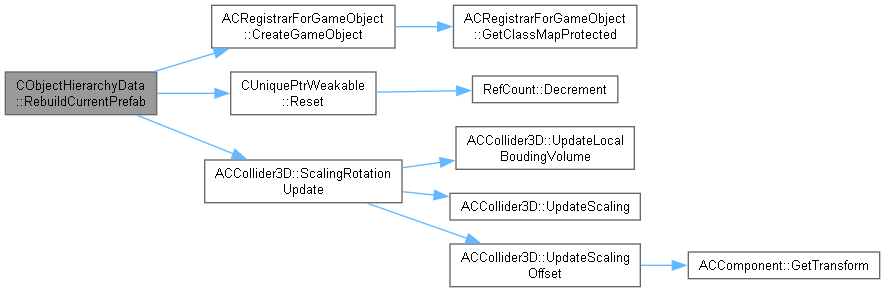 CObjectHierarchyData
::RebuildCurrentPrefab
ACRegistrarForGameObject
::CreateGameObject
ACRegistrarForGameObject
::GetClassMapProtected
CUniquePtrWeakable
::Reset
RefCount::Decrement
ACCollider3D::ScalingRotation
Update
ACCollider3D::UpdateLocal
BoudingVolume
ACCollider3D::UpdateScaling
ACCollider3D::UpdateScaling
Offset
ACComponent::GetTransform